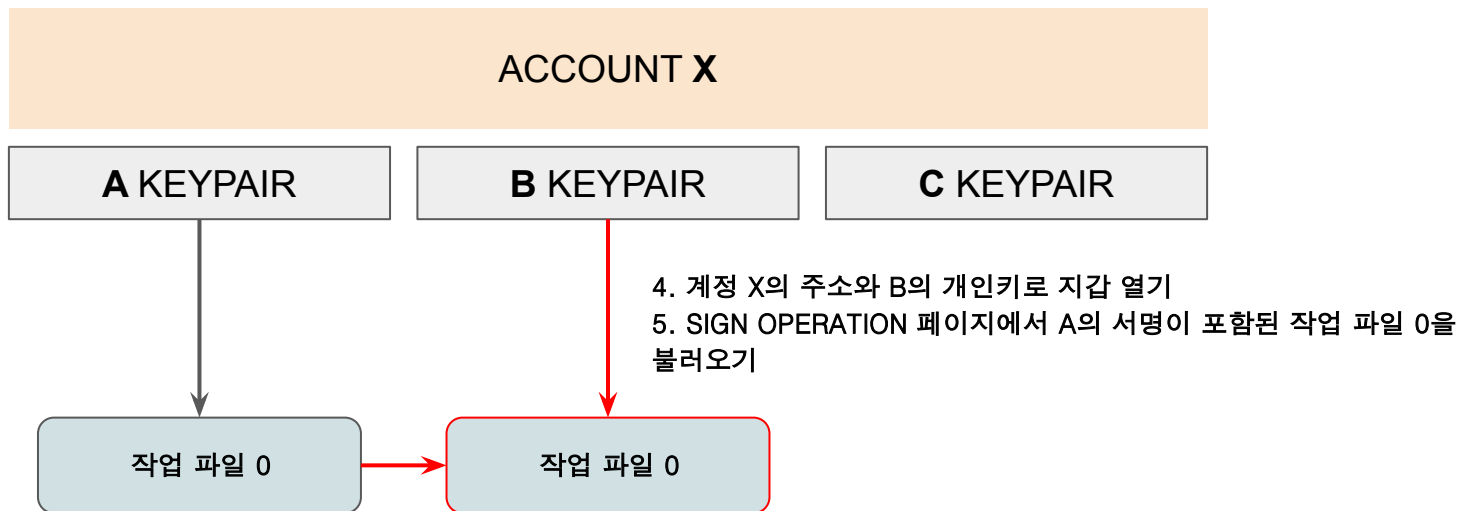 ACCOUNT X
A KEYPAIR
B KEYPAIR
C KEYPAIR
4. 계정 X의 주소와 B의 개인키로 지갑 열기
5. SIGN OPERATION 페이지에서 A의 서명이 포함된 작업 파일 0을
불러오기
작업 파일 0
작업 파일 0